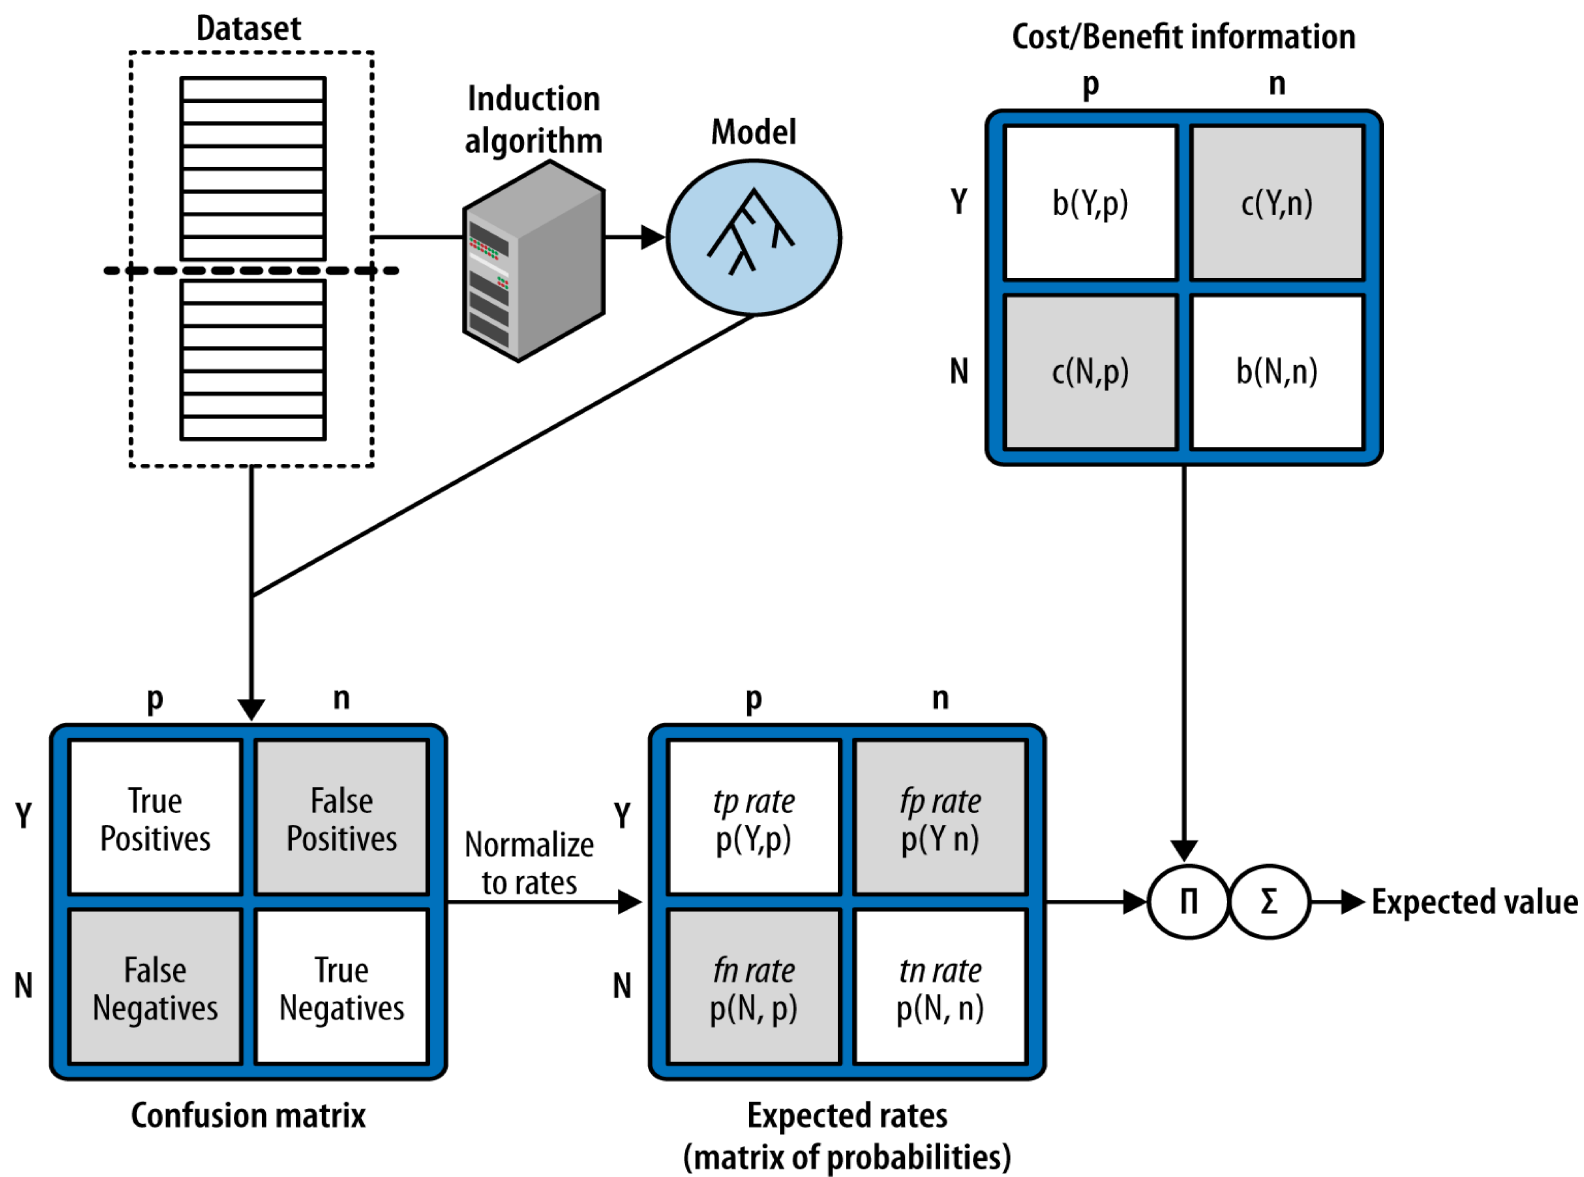 Dataset
Induction
algorithm
Model
Cost/Benefit information
p n
Y b(Y,p) c(Y,n)
N c(N,p) b(N,n)
p n
Y True
Positives
False
Positives
N False
Negatives
True
Negatives
Confusion matrix
Normalize
to rates
p n
Y tp rate
p(Y,p)
fp rate
p(Y n)
N fn rate
p(N, p)
tn rate
p(N, n)
Expected rates
(matrix of probabilities)
Π Σ
Expected value